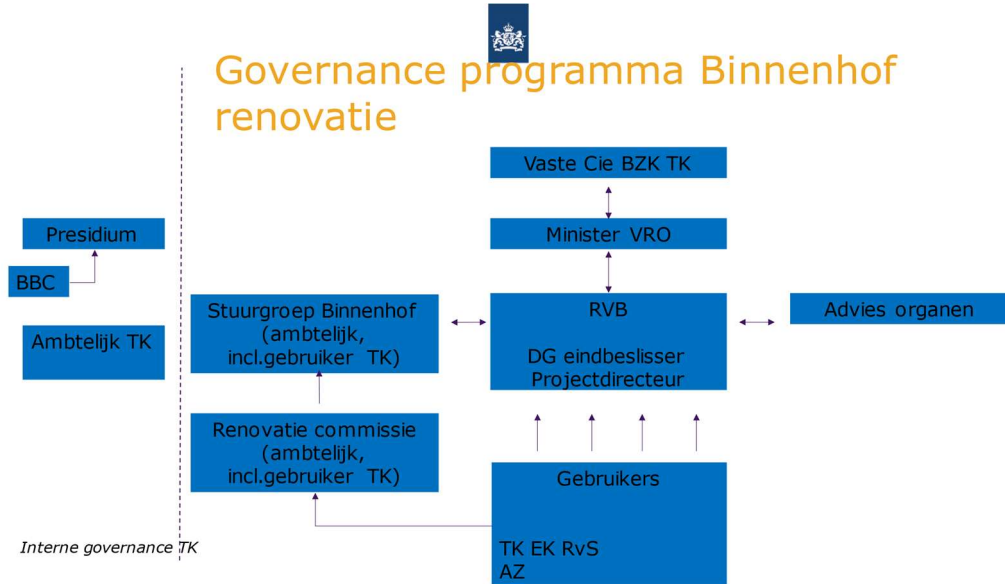 Governance programma Binnenhof
renovatie
Vaste Cie BZK TK
Presidium
Minister VRO
BBC
Stuurgroep Binnenhof
(ambtelijk,
incl.gebruiker TK)
RVB
DG eindbeslisser
Projectdirecteur
Advies organen
Ambtelijk TK
Renovatie commissie
(ambtelijk,
incl.gebruiker TK)
Gebruikers
TK EK RvS
AZ
Interne governance TK